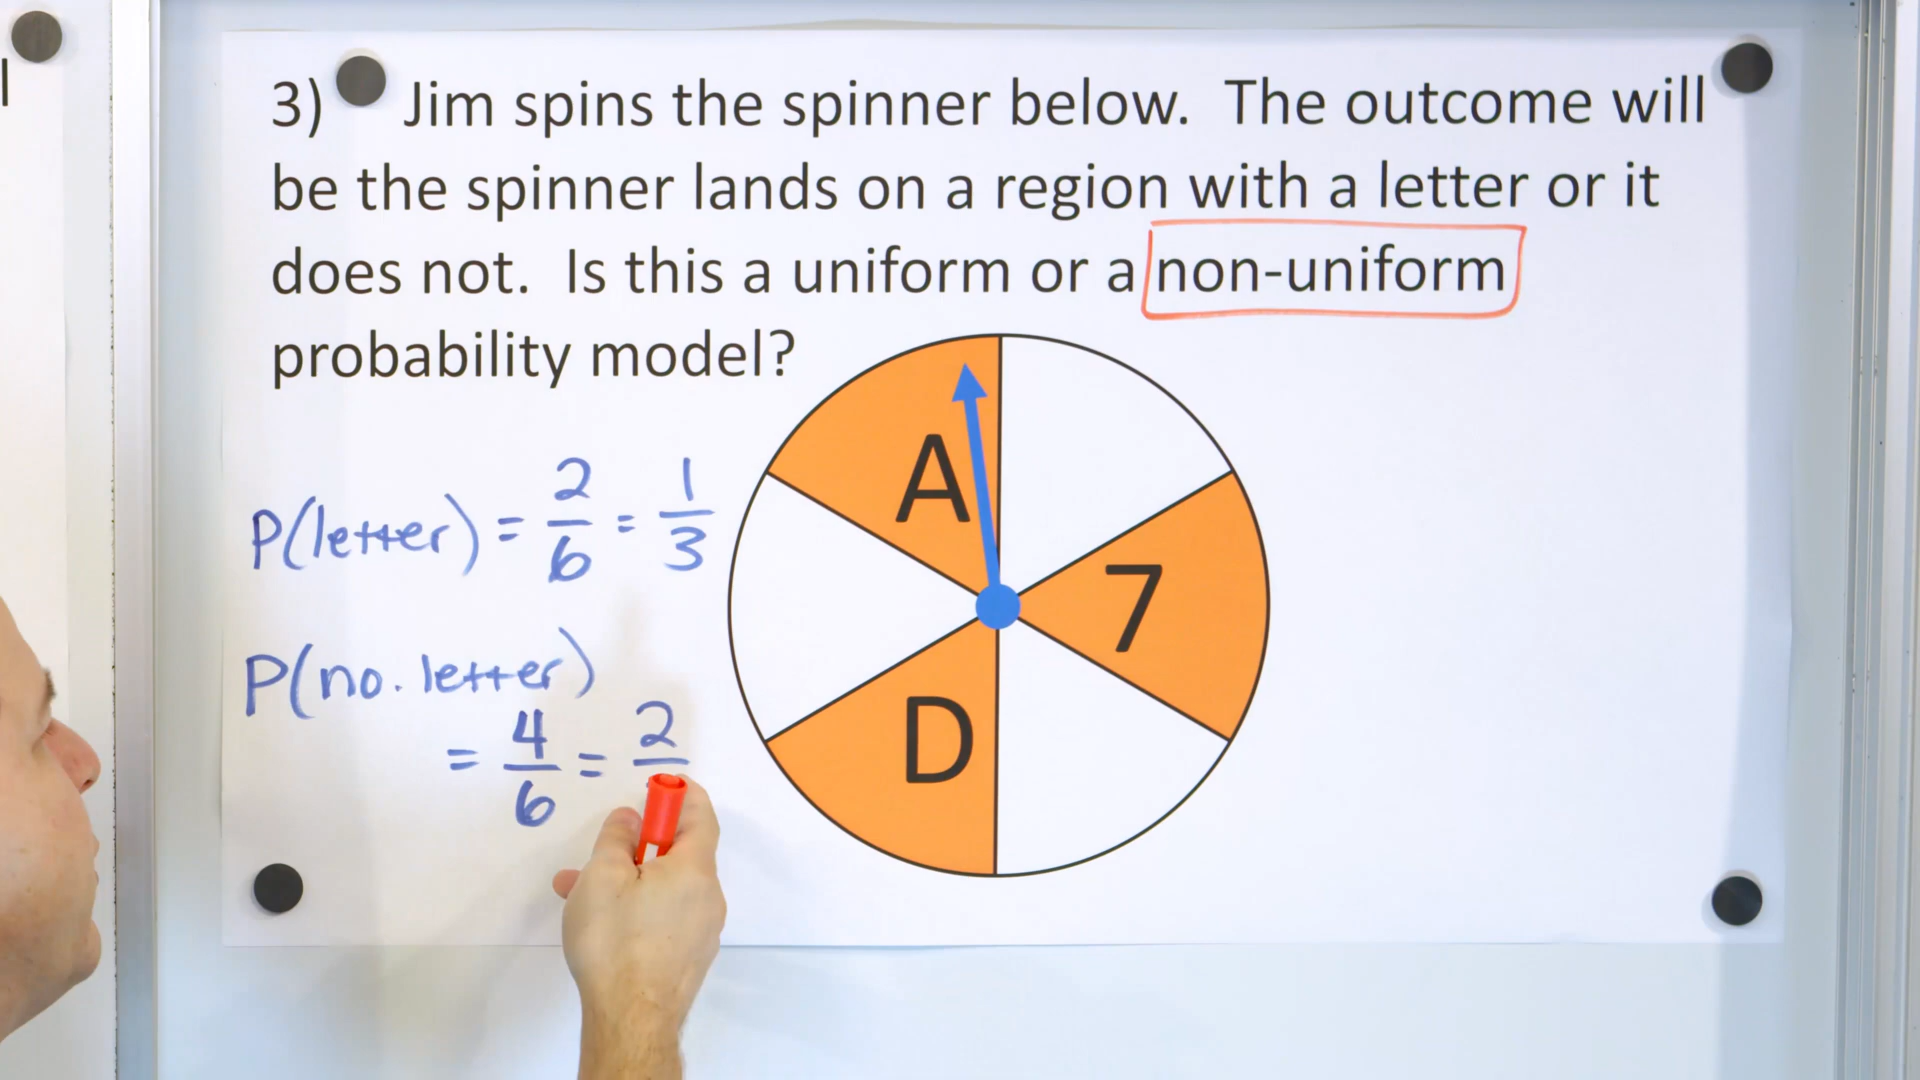 3) Jim spins the spinner below. The outcome will
be the spinner lands on a region with a letter or it
does not. Is this a uniform or a non-uniform
probability model?
P(letter) = 2/6 = 1/3
P(no. letter)
= 4/6 = 2
A
7
D